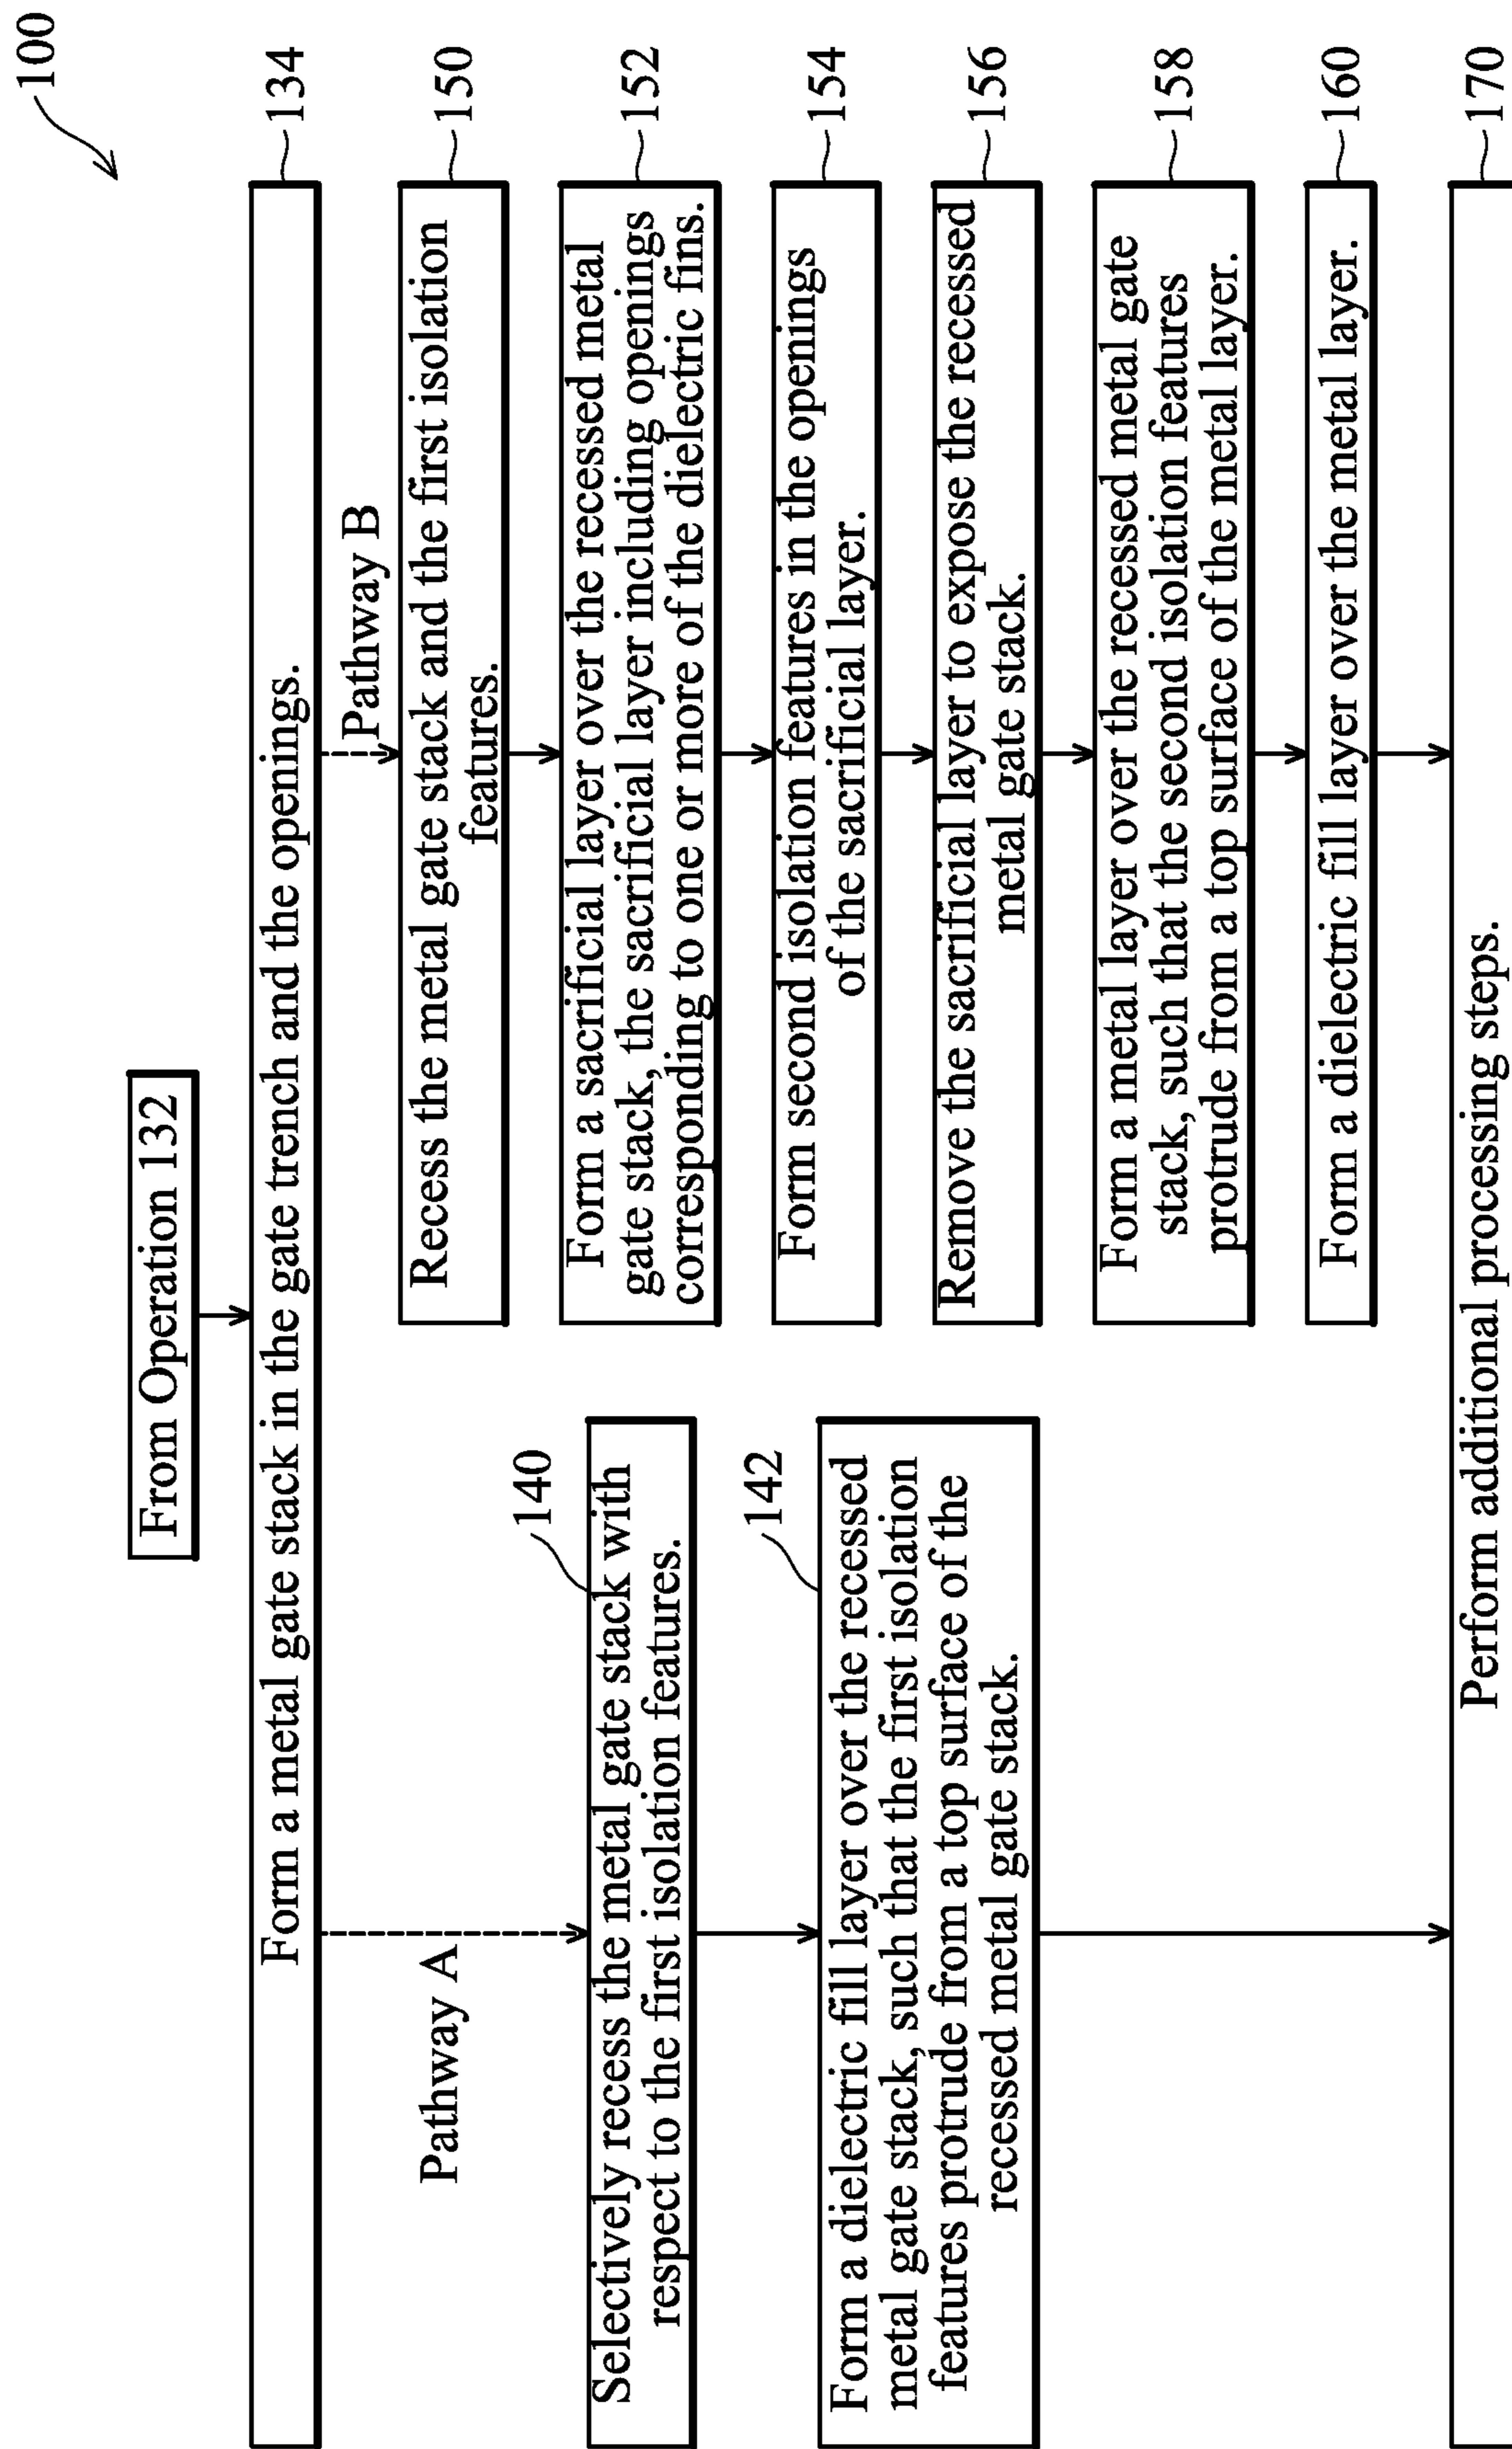 100
From Operation 132
Form a metal gate stack in the gate trench and the openings.
134
Pathway A
Selectively recess the metal gate stack with
respect to the first isolation features.
140
Form a dielectric fill layer over the recessed
metal gate stack, such that the first isolation
features protrude from a top surface of the
recessed metal gate stack.
142
Pathway B
Recess the metal gate stack and the first isolation
features.
150
Form a sacrificial layer over the recessed metal
gate stack, the sacrificial layer including openings
corresponding to one or more of the dielectric fins.
152
Form second isolation features in the openings
of the sacrificial layer.
154
Remove the sacrificial layer to expose the recessed
metal gate stack.
156
Form a metal layer over the recessed metal gate
stack, such that the second isolation features
protrude from a top surface of the metal layer.
158
Form a dielectric fill layer over the metal layer.
160
Perform additional processing steps.
170